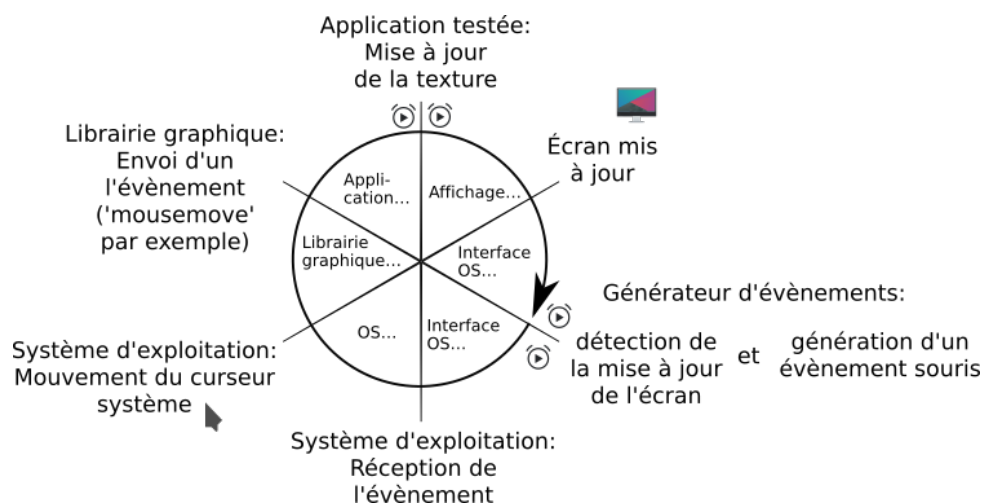 Application testée:
Mise à jour
de la texture
Écran mis
à jour
Librairie graphique:
Envoi d'un
l'évènement
('mousemove'
par exemple)
Appli-
cation...
Affichage...
Librairie
graphique...
Interface
OS...
OS...
Interface
OS...
Générateur d'évènements:
détection de
la mise à jour
de l'écran
et
génération d'un
évènement souris
Système d'exploitation:
Mouvement du curseur
système
Système d'exploitation:
Réception de
l'évènement